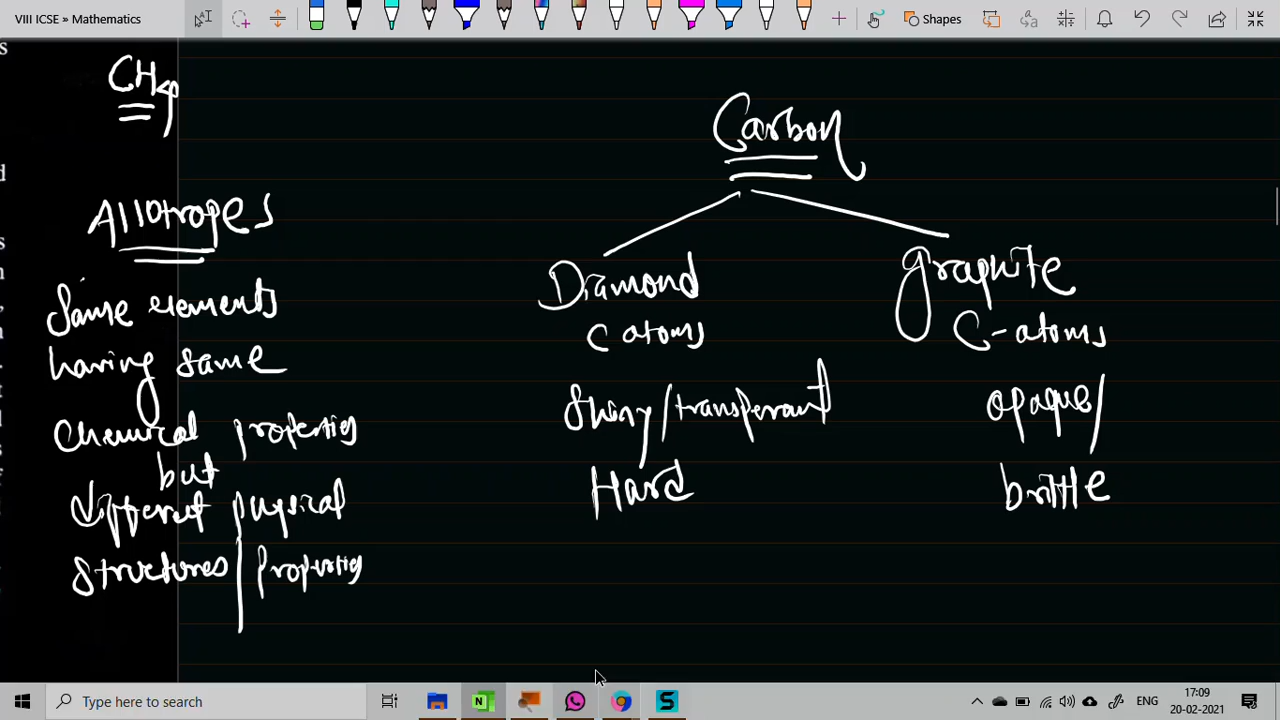 VIII ICSE » Mathematics
Shapes
CH4
Carbon
Allotropes
Same elements
having same
Chemical properties
but
different physical
Structures / properties
Diamond
C atoms
Shiny/transperant
Hard
graphite
C-atoms
opaque/
brittle
Type here to search
ENG
17:09
20-02-2021